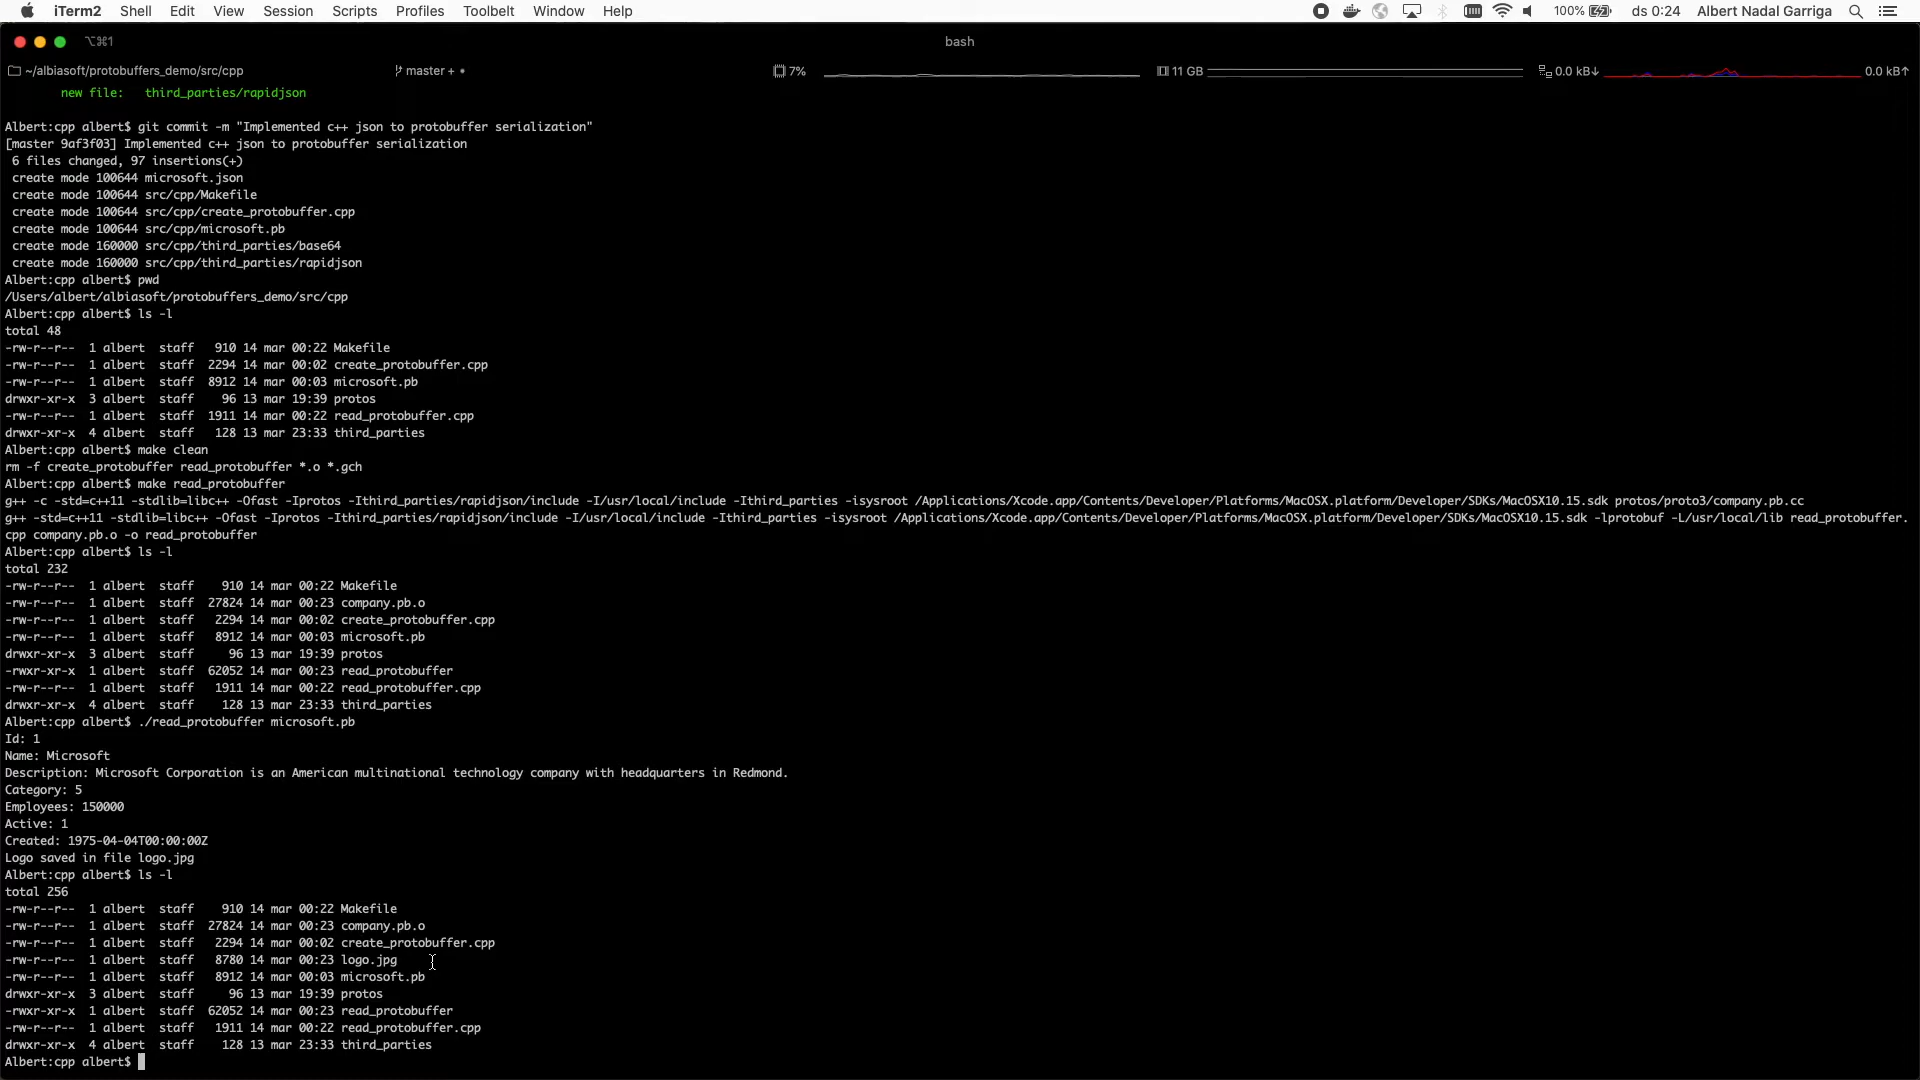 iTerm2 Shell Edit View Session Scripts Profiles Toolbelt Window Help 100% ds 0:24 Albert Nadal Garriga
⌥⌘1 bash
~/albiasoft/protobuffers_demo/src/cpp master + • 7% 11 GB 0.0 kB↓ 0.0 kB↑
new file:   third_parties/rapidjson
Albert:cpp albert$ git commit -m "Implemented c++ json to protobuffer serialization"
[master 9af3f03] Implemented c++ json to protobuffer serialization
 6 files changed, 97 insertions(+)
 create mode 100644 microsoft.json
 create mode 100644 src/cpp/Makefile
 create mode 100644 src/cpp/create_protobuffer.cpp
 create mode 100644 src/cpp/microsoft.pb
 create mode 160000 src/cpp/third_parties/base64
 create mode 160000 src/cpp/third_parties/rapidjson
Albert:cpp albert$ pwd
/Users/albert/albiasoft/protobuffers_demo/src/cpp
Albert:cpp albert$ ls -l
total 48
-rw-r--r--  1 albert  staff   910 14 mar 00:22 Makefile
-rw-r--r--  1 albert  staff  2294 14 mar 00:02 create_protobuffer.cpp
-rw-r--r--  1 albert  staff  8912 14 mar 00:03 microsoft.pb
drwxr-xr-x  3 albert  staff    96 13 mar 19:39 protos
-rw-r--r--  1 albert  staff  1911 14 mar 00:22 read_protobuffer.cpp
drwxr-xr-x  4 albert  staff   128 13 mar 23:33 third_parties
Albert:cpp albert$ make clean
rm -f create_protobuffer read_protobuffer *.o *.gch
Albert:cpp albert$ make read_protobuffer
g++ -c -std=c++11 -stdlib=libc++ -Ofast -Iprotos -Ithird_parties/rapidjson/include -I/usr/local/include -Ithird_parties -isysroot /Applications/Xcode.app/Contents/Developer/Platforms/MacOSX.platform/Developer/SDKs/MacOSX10.15.sdk protos/proto3/company.pb.cc
g++ -std=c++11 -stdlib=libc++ -Ofast -Iprotos -Ithird_parties/rapidjson/include -I/usr/local/include -Ithird_parties -isysroot /Applications/Xcode.app/Contents/Developer/Platforms/MacOSX.platform/Developer/SDKs/MacOSX10.15.sdk -lprotobuf -L/usr/local/lib read_protobuffer.
cpp company.pb.o -o read_protobuffer
Albert:cpp albert$ ls -l
total 232
-rw-r--r--  1 albert  staff    910 14 mar 00:22 Makefile
-rw-r--r--  1 albert  staff  27824 14 mar 00:23 company.pb.o
-rw-r--r--  1 albert  staff   2294 14 mar 00:02 create_protobuffer.cpp
-rw-r--r--  1 albert  staff   8912 14 mar 00:03 microsoft.pb
drwxr-xr-x  3 albert  staff     96 13 mar 19:39 protos
-rwxr-xr-x  1 albert  staff  62052 14 mar 00:23 read_protobuffer
-rw-r--r--  1 albert  staff   1911 14 mar 00:22 read_protobuffer.cpp
drwxr-xr-x  4 albert  staff    128 13 mar 23:33 third_parties
Albert:cpp albert$ ./read_protobuffer microsoft.pb
Id: 1
Name: Microsoft
Description: Microsoft Corporation is an American multinational technology company with headquarters in Redmond.
Category: 5
Employees: 150000
Active: 1
Created: 1975-04-04T00:00:00Z
Logo saved in file logo.jpg
Albert:cpp albert$ ls -l
total 256
-rw-r--r--  1 albert  staff    910 14 mar 00:22 Makefile
-rw-r--r--  1 albert  staff  27824 14 mar 00:23 company.pb.o
-rw-r--r--  1 albert  staff   2294 14 mar 00:02 create_protobuffer.cpp
-rw-r--r--  1 albert  staff   8780 14 mar 00:23 logo.jpg
-rw-r--r--  1 albert  staff   8912 14 mar 00:03 microsoft.pb
drwxr-xr-x  3 albert  staff     96 13 mar 19:39 protos
-rwxr-xr-x  1 albert  staff  62052 14 mar 00:23 read_protobuffer
-rw-r--r--  1 albert  staff   1911 14 mar 00:22 read_protobuffer.cpp
drwxr-xr-x  4 albert  staff    128 13 mar 23:33 third_parties
Albert:cpp albert$